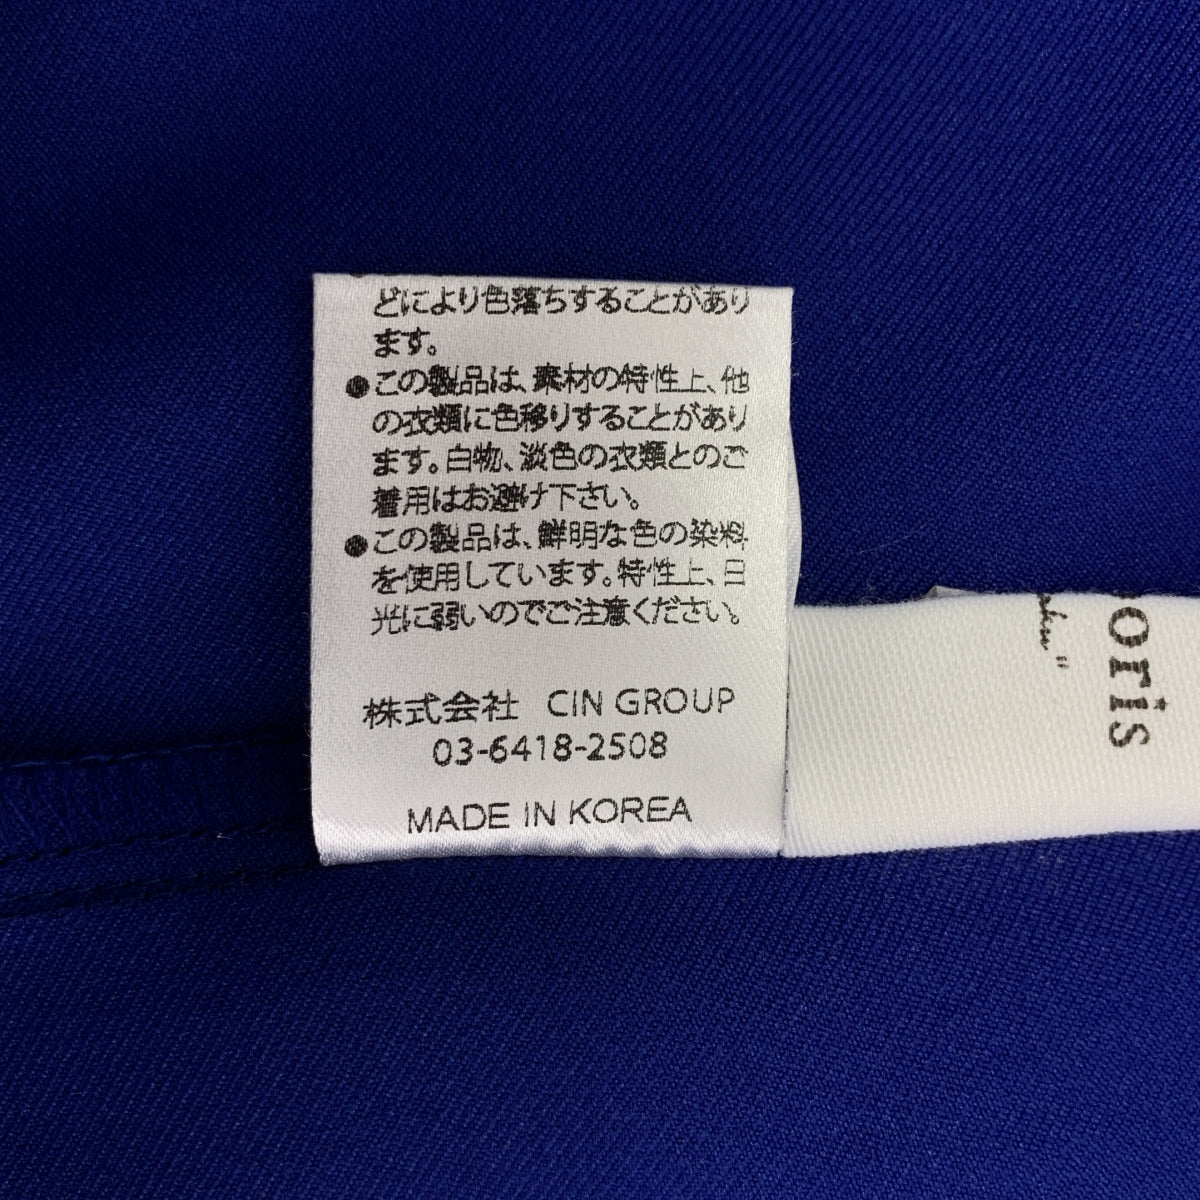 どにより色落ちすることがあり
ます。
●この製品は、素材の特性上、他
の衣類に色移りすることがあり
ます。白物、淡色の衣類とのご
着用はお避け下さい。
●この製品は、鮮明な色の染料
を使用しています。特性上、日
光に弱いのでご注意ください。
株式会社 CIN GROUP
03-6418-2508
MADE IN KOREA
oris